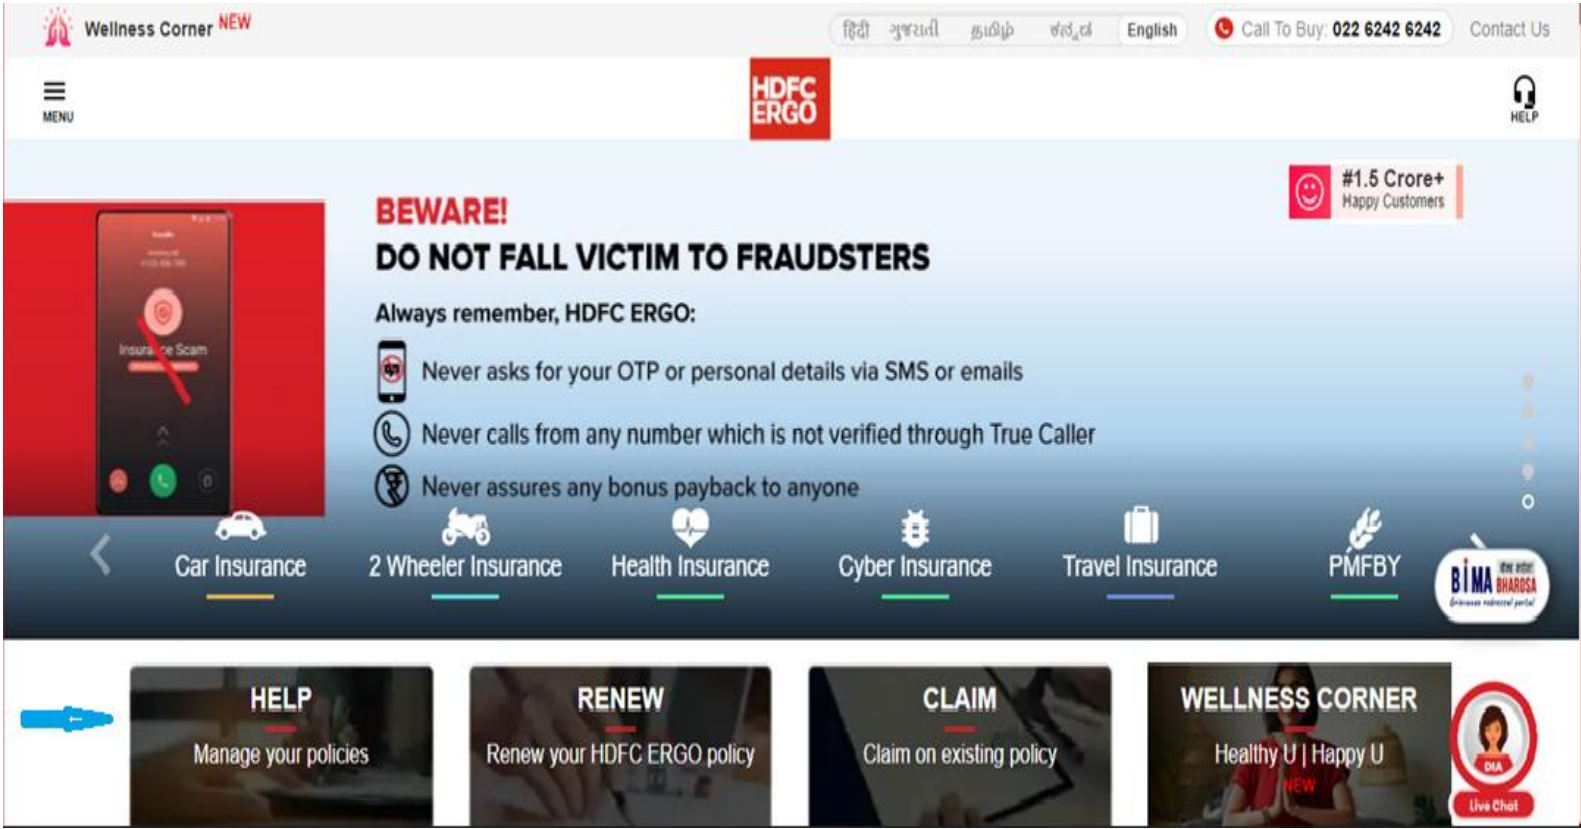 Wellness Corner NEW
हिंदी ગુજરાતી தமிழ் ಕನ್ನಡ English
Call To Buy: 022 6242 6242
Contact Us
MENU
HDFC
ERGO
HELP
#1.5 Crore+
Happy Customers
BEWARE!
DO NOT FALL VICTIM TO FRAUDSTERS
Always remember, HDFC ERGO:
Never asks for your OTP or personal details via SMS or emails
Never calls from any number which is not verified through True Caller
Never assures any bonus payback to anyone
Insurance Scam
Car Insurance
2 Wheeler Insurance
Health Insurance
Cyber Insurance
Travel Insurance
PMFBY
BIMA BHAROSA
Grievance redressal portal
HELP
Manage your policies
RENEW
Renew your HDFC ERGO policy
CLAIM
Claim on existing policy
WELLNESS CORNER
Healthy U | Happy U
NEW
DIA
Live Chat